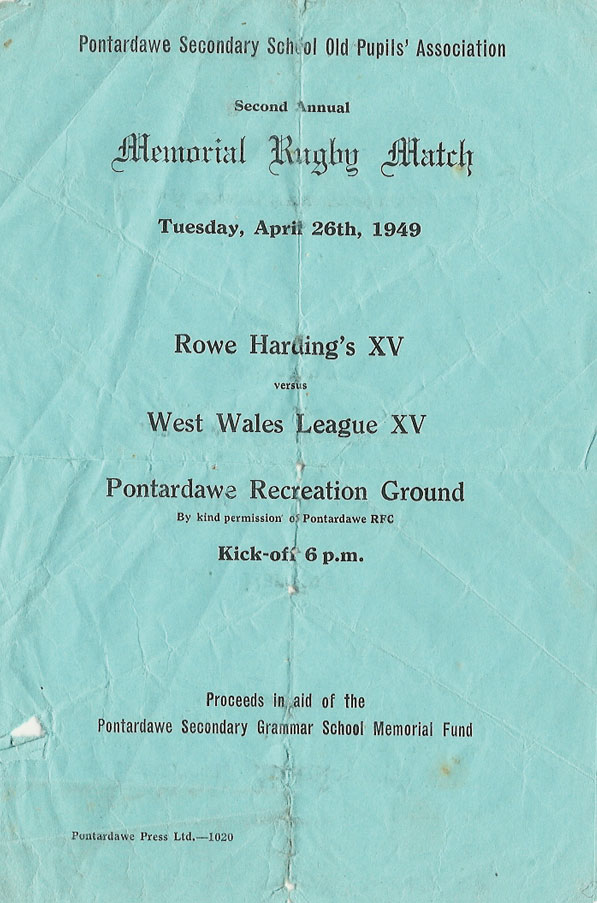 Pontardawe Secondary School Old Pupils' Association
Second Annual
Memorial Rugby Match
Tuesday, April 26th, 1949
Rowe Harding's XV
versus
West Wales League XV
Pontardawe Recreation Ground
By kind permission of Pontardawe RFC
Kick-off 6 p.m.
Proceeds in aid of the
Pontardawe Secondary Grammar School Memorial Fund
Pontardawe Press Ltd.—1020